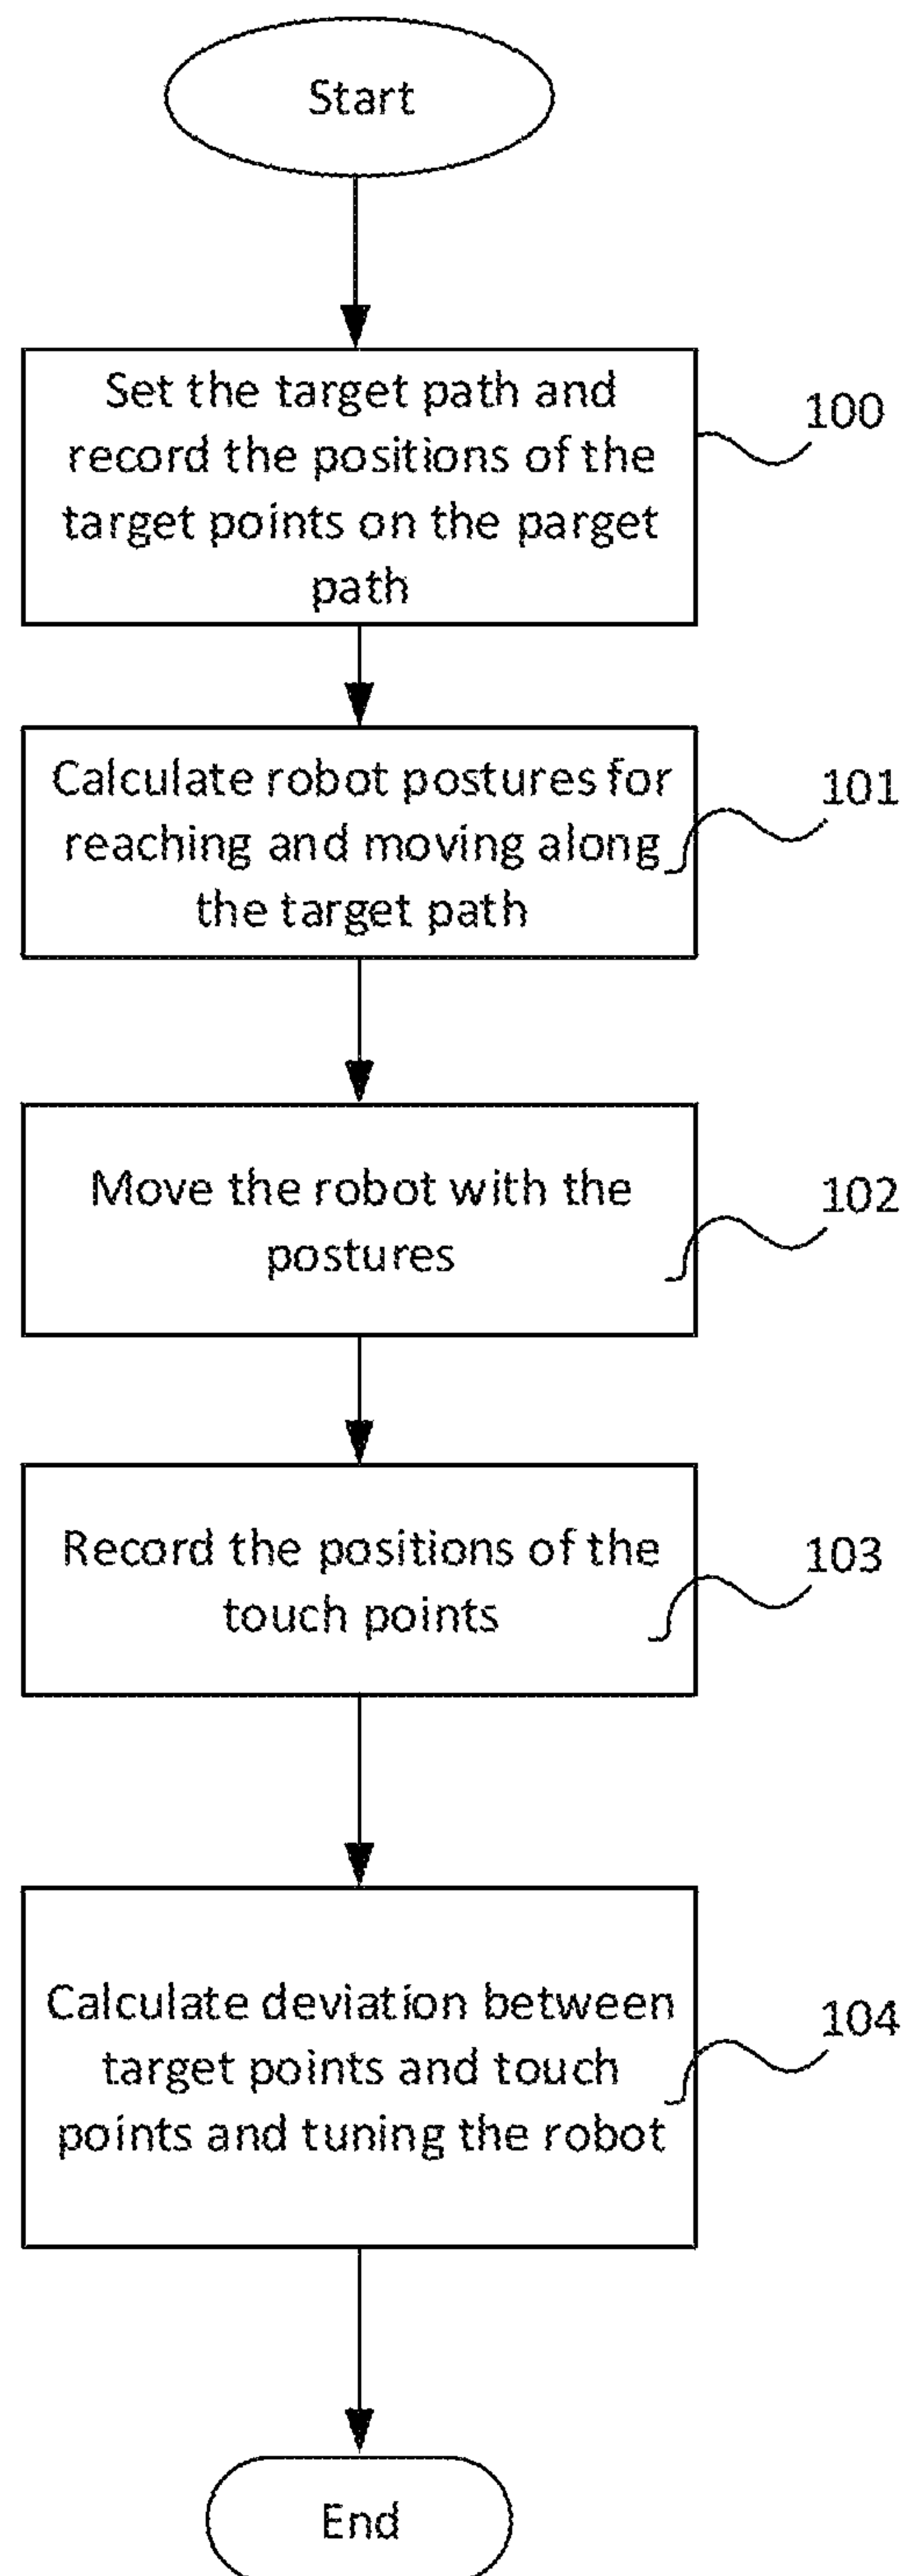 Start
Set the target path and
record the positions of the
target points on the parget
path
100
Calculate robot postures for
reaching and moving along
the target path
101
Move the robot with the
postures
102
Record the positions of the
touch points
103
Calculate deviation between
target points and touch
points and tuning the robot
104
End